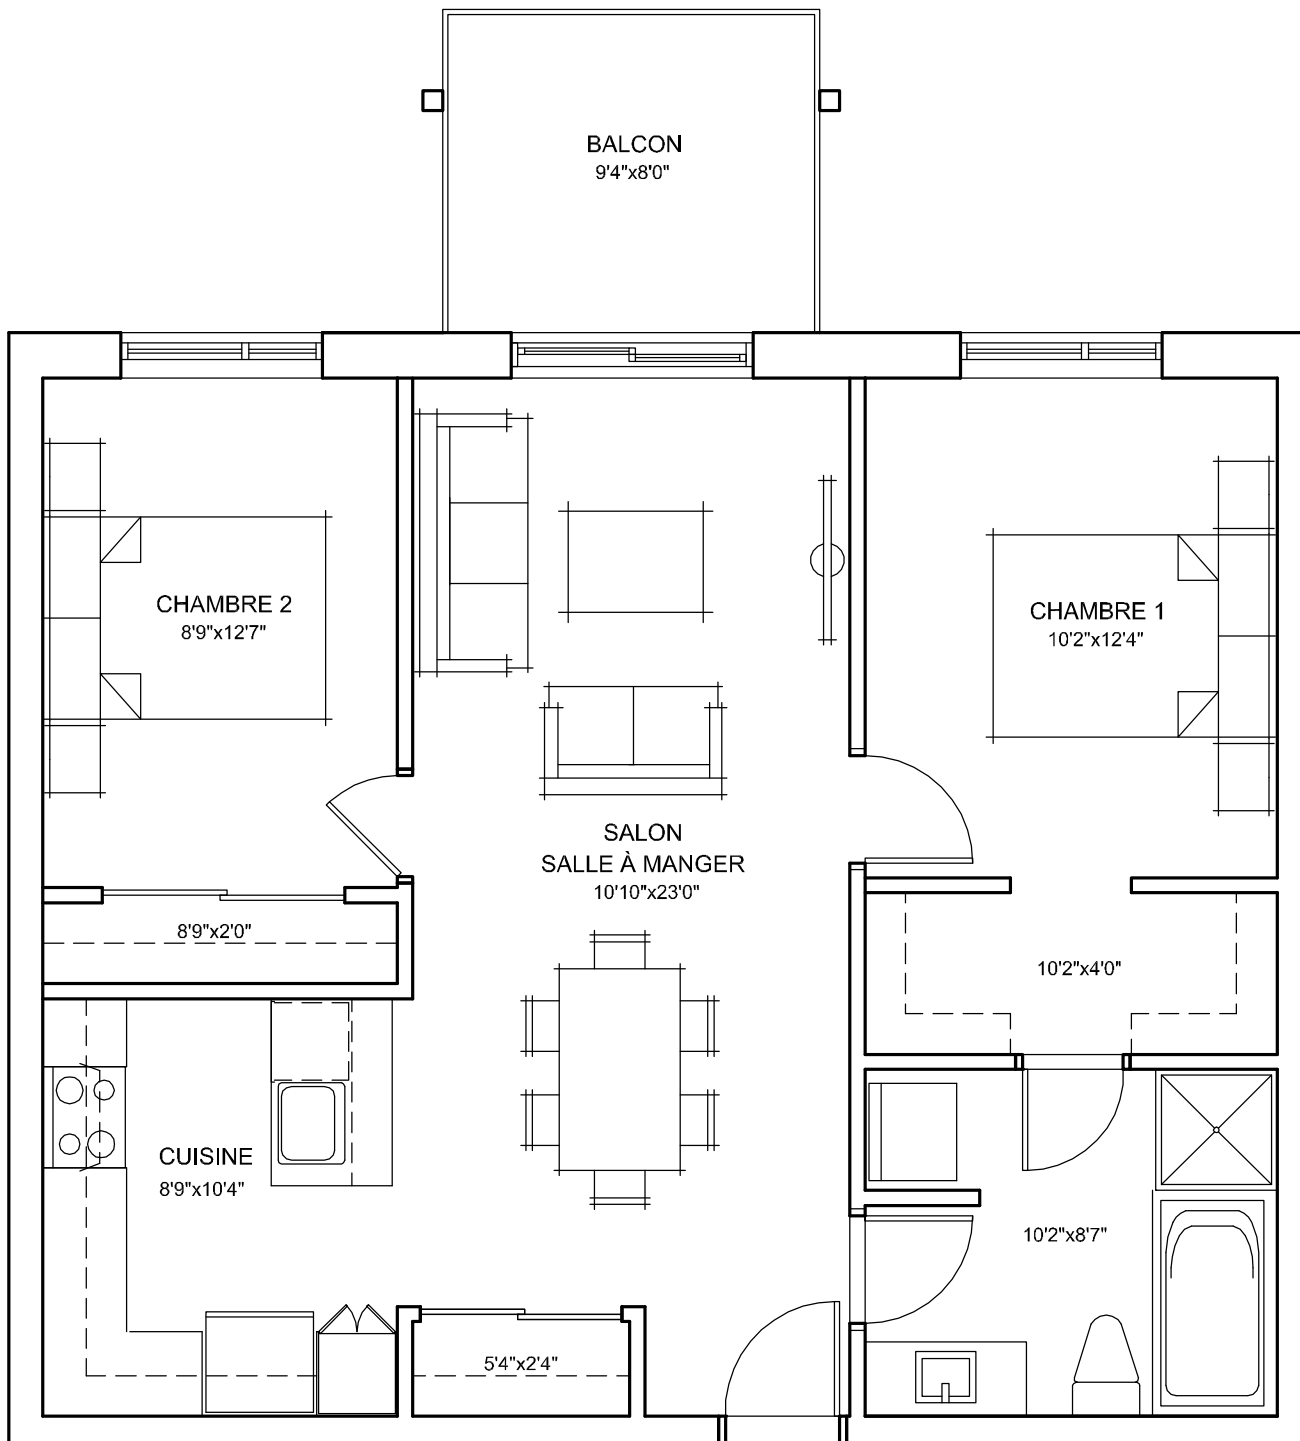 BALCON
9'4"x8'0"
CHAMBRE 2
8'9"x12'7"
CHAMBRE 1
10'2"x12'4"
SALON
SALLE À MANGER
10'10"x23'0"
8'9"x2'0"
10'2"x4'0"
CUISINE
8'9"x10'4"
10'2"x8'7"
5'4"x2'4"